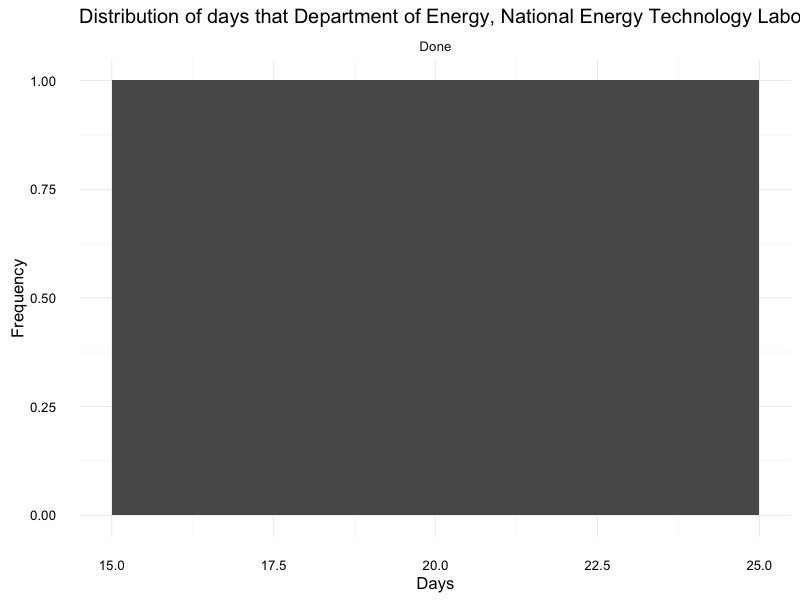 Distribution of days that Department of Energy, National Energy Technology Labo
Done
1.00
0.75
0.50
0.25
0.00
Frequency
15.0 17.5 20.0 22.5 25.0
Days